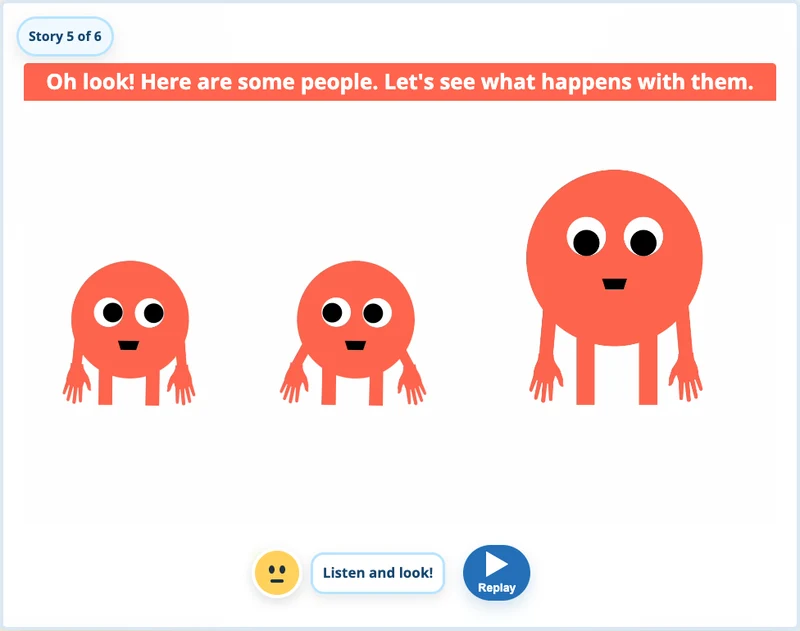 Story 5 of 6
Oh look! Here are some people. Let's see what happens with them.
Listen and look!
Replay